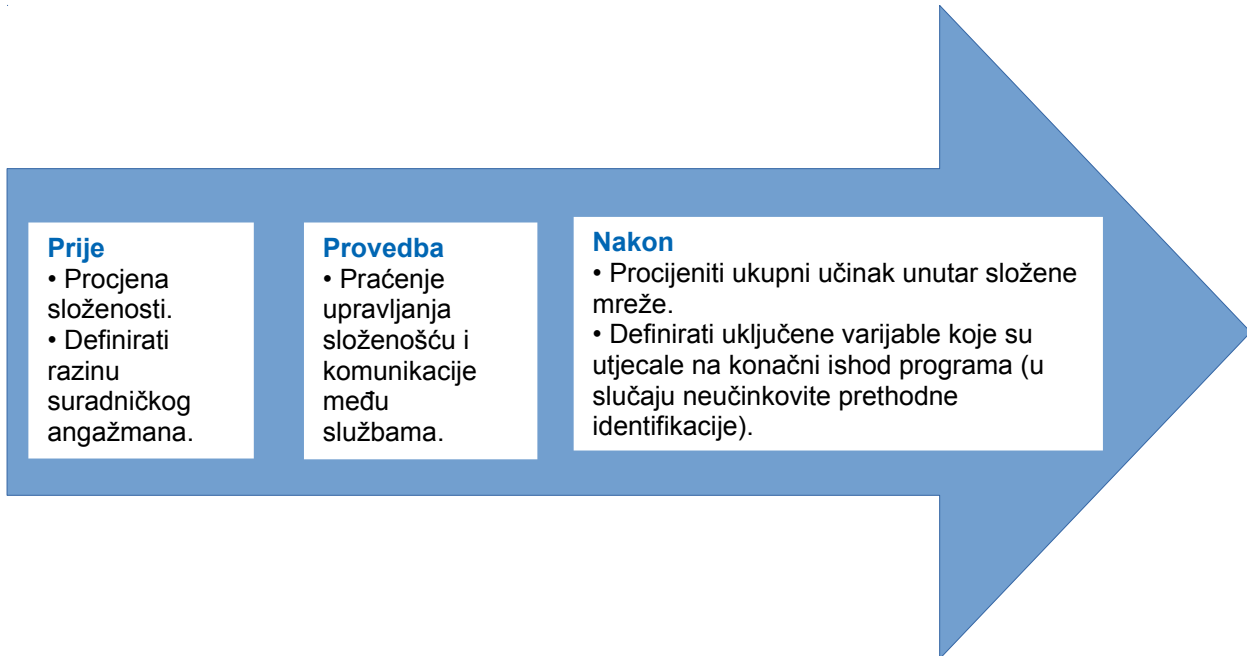 Prije
• Procjena
složenosti.
• Definirati
razinu
suradničkog
angažmana.
Provedba
• Praćenje
upravljanja
složenošću i
komunikacije
među
službama.
Nakon
• Procijeniti ukupni učinak unutar složene
mreže.
• Definirati uključene varijable koje su
utjecale na konačni ishod programa (u
slučaju neučinkovite prethodne
identifikacije).